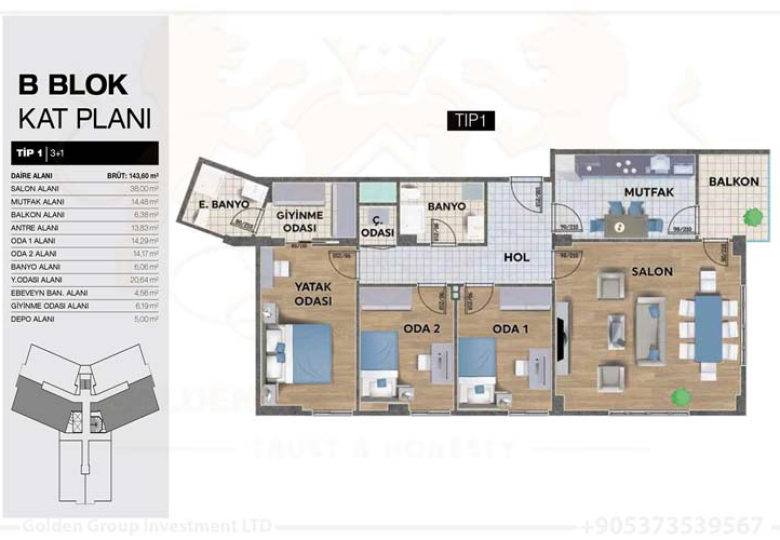 B BLOK
KAT PLANI
TİP 1 | 3+1
DAİRE ALANI BRÜT: 143,60 m²
SALON ALANI 36,00 m²
MUTFAK ALANI 14,48 m²
BALKON ALANI 6,38 m²
ANTRE ALANI 13,83 m²
ODA 1 ALANI 14,29 m²
ODA 2 ALANI 14,17 m²
BANYO ALANI 6,06 m²
Y.ODASI ALANI 20,64 m²
EBEVEYN BAN. ALANI 4,56 m²
GİYİNME ODASI ALANI 6,19 m²
DEPO ALANI 5,00 m²
TIP1
E. BANYO
GİYİNME
ODASI
Ç.
ODASI
BANYO
MUTFAK
BALKON
HOL
SALON
YATAK
ODASI
ODA 2
ODA 1
90/210
TRUST & HONESTY
Golden Group Investment LTD
+905373539567